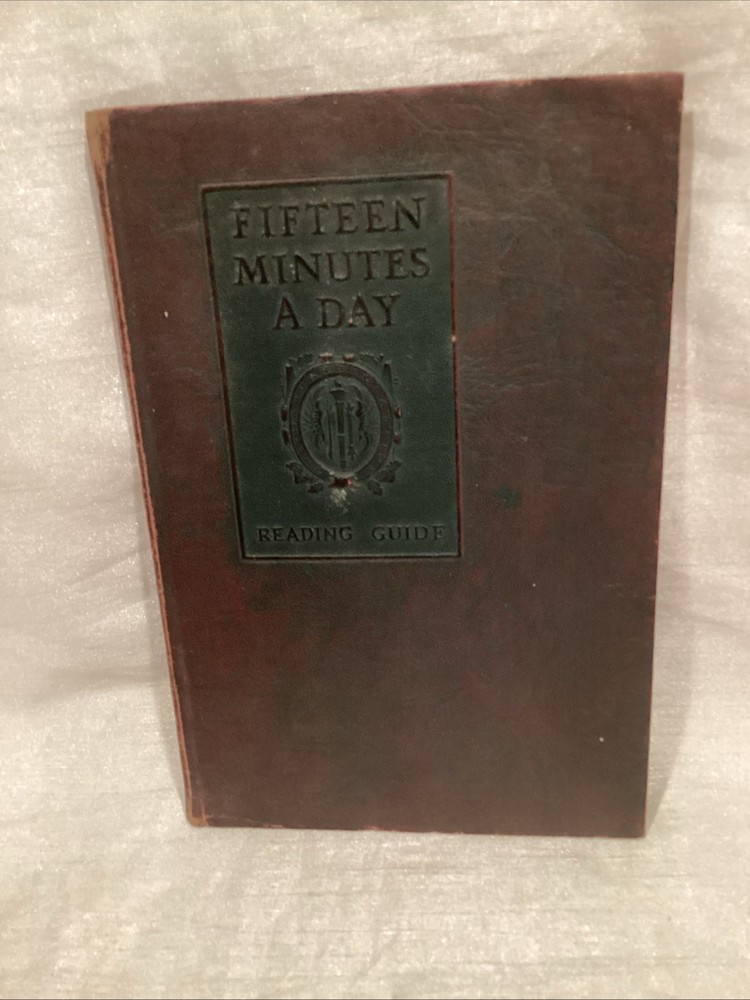 FIFTEEN
MINUTES
A DAY
READING GUIDE